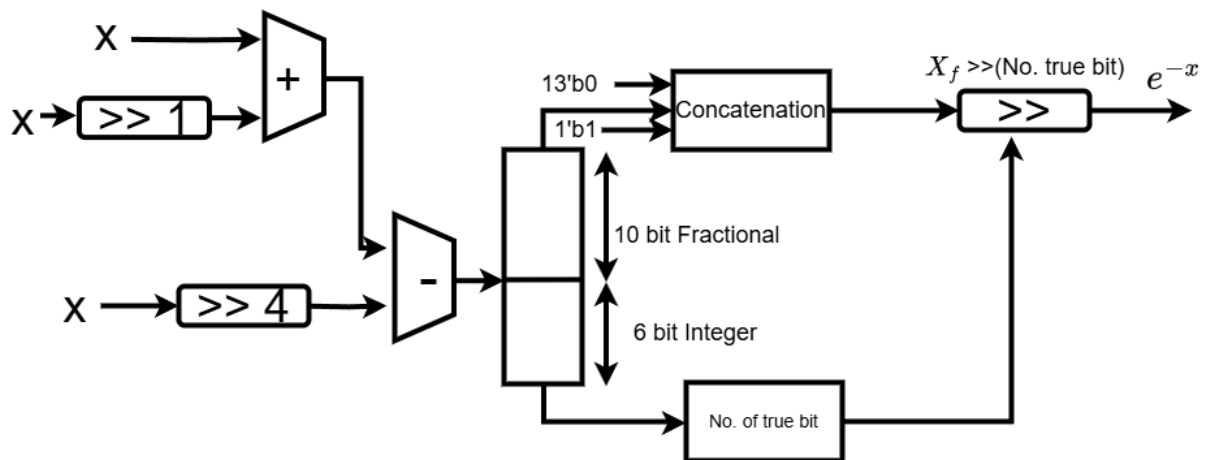 X
X
>> 1
+
X
>> 4
-
10 bit Fractional
6 bit Integer
13'b0
1'b1
Concatenation
No. of true bit
X_f >>(No. true bit)
>>
e^{-x}